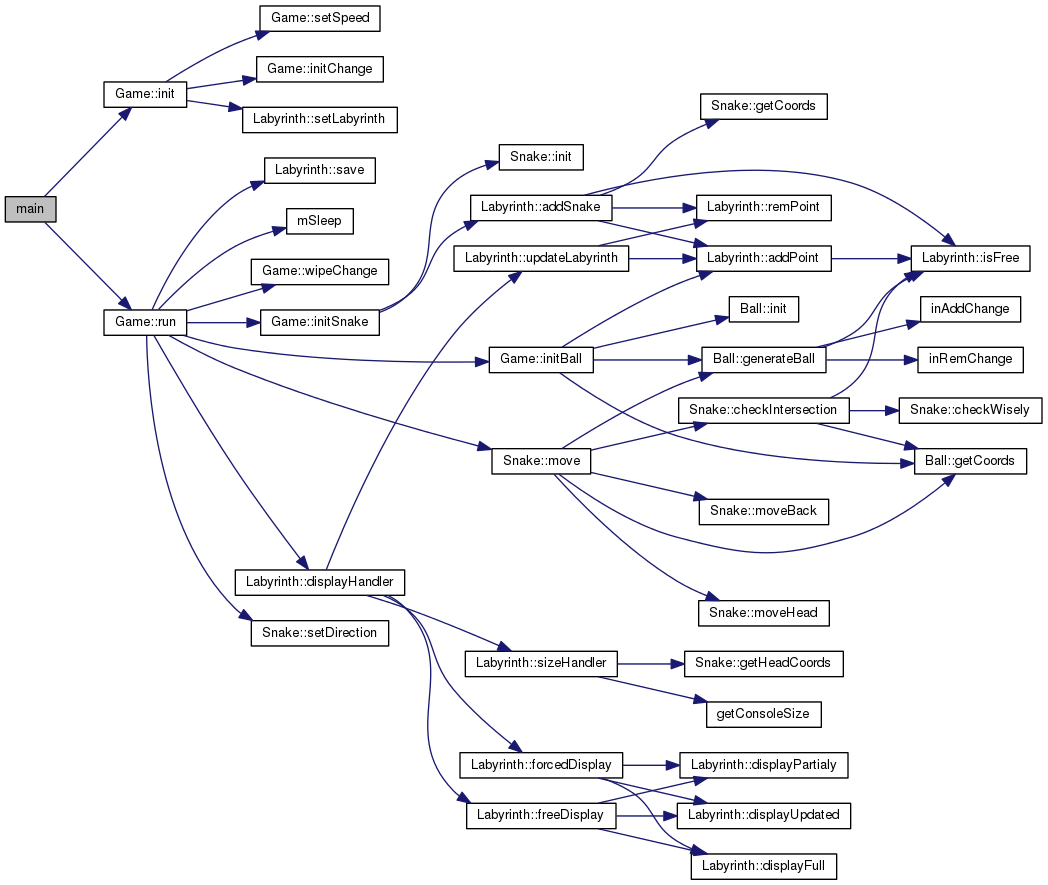 main
Game::init
Game::setSpeed
Game::initChange
Labyrinth::setLabyrinth
Game::run
Labyrinth::save
mSleep
Game::wipeChange
Game::initSnake
Snake::init
Labyrinth::addSnake
Snake::getCoords
Labyrinth::remPoint
Labyrinth::updateLabyrinth
Labyrinth::addPoint
Labyrinth::isFree
Game::initBall
Ball::init
Ball::generateBall
inAddChange
inRemChange
Snake::checkIntersection
Snake::checkWisely
Snake::move
Ball::getCoords
Snake::moveBack
Labyrinth::displayHandler
Snake::moveHead
Snake::setDirection
Labyrinth::sizeHandler
Snake::getHeadCoords
getConsoleSize
Labyrinth::forcedDisplay
Labyrinth::displayPartialy
Labyrinth::freeDisplay
Labyrinth::displayUpdated
Labyrinth::displayFull